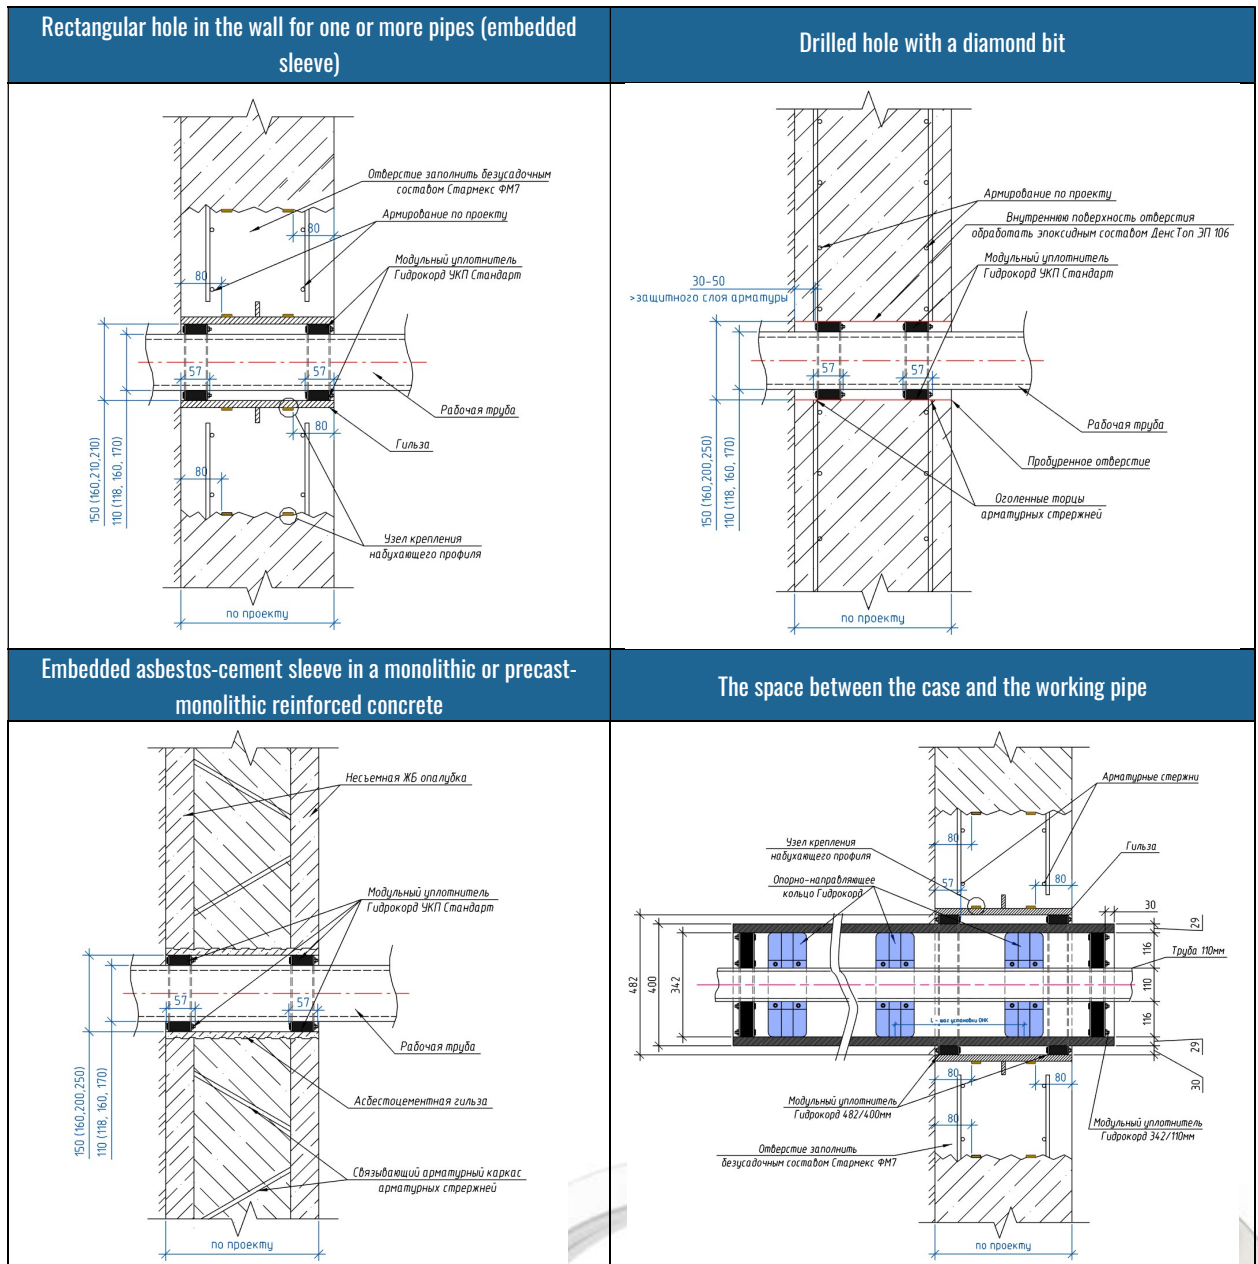 Rectangular hole in the wall for one or more pipes (embedded
sleeve)
Drilled hole with a diamond bit
Отверстие заполнить безусадочным
составом Стармекс ФМ7
Армирование по проекту
80
80
Модульный уплотнитель
Гидрокорд УКП Стандарт
57
57
Рабочая труба
80
Гильза
80
150 (160,210,210)
110 (118, 160, 170)
Узел крепления
набухающего профиля
по проекту
Армирование по проекту
Внутреннюю поверхность отверстия
обработать эпоксидным составом ДенсТоп ЭП 106
Модульный уплотнитель
Гидрокорд УКП Стандарт
30-50
>защитного слоя арматуры
57
57
Рабочая труба
150 (160,200,250)
110 (118, 160, 170)
Пробуренное отверстие
Оголенные торцы
арматурных стрержней
по проекту
Embedded asbestos-cement sleeve in a monolithic or precast-
monolithic reinforced concrete
The space between the case and the working pipe
Несъемная ЖБ опалубка
Модульный уплотнитель
Гидрокорд УКП Стандарт
57
57
Рабочая труба
Асбестоцементная гильза
150 (160,200,250)
110 (118, 160, 170)
Связывающий арматурный каркас
арматурных стрержней
по проекту
Арматурные стержни
Узел крепления
набухающего профиля
80
Гильза
Опорно-направляющее
кольцо Гидрокорд
57
80
30
29
116
Труба 110мм
482
400
342
110
L - шаг установки ОНК
116
29
30
80
80
Модульный уплотнитель
Гидрокорд 482/400мм
80
Модульный уплотнитель
Гидрокорд 342/110мм
Отверстие заполнить
безусадочным составом Стармекс ФМ7
по проекту